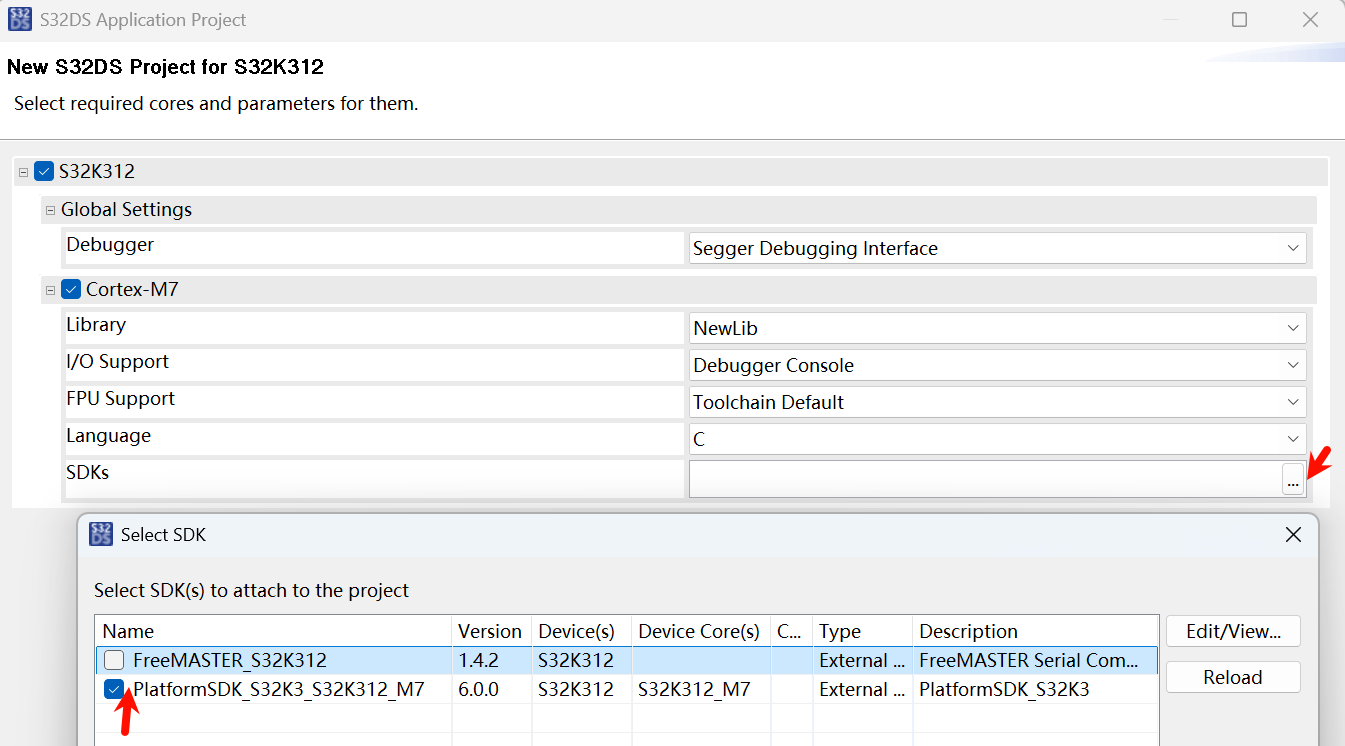 S32DS Application Project
New S32DS Project for S32K312
Select required cores and parameters for them.
S32K312
Global Settings
Debugger Segger Debugging Interface
Cortex-M7
Library NewLib
I/O Support Debugger Console
FPU Support Toolchain Default
Language C
SDKs ...
Select SDK
Select SDK(s) to attach to the project
Name Version Device(s) Device Core(s) C... Type Description Edit/View...
FreeMASTER_S32K312 1.4.2 S32K312 External ... FreeMASTER Serial Com...
Reload
PlatformSDK_S32K3_S32K312_M7 6.0.0 S32K312 S32K312_M7 External ... PlatformSDK_S32K3